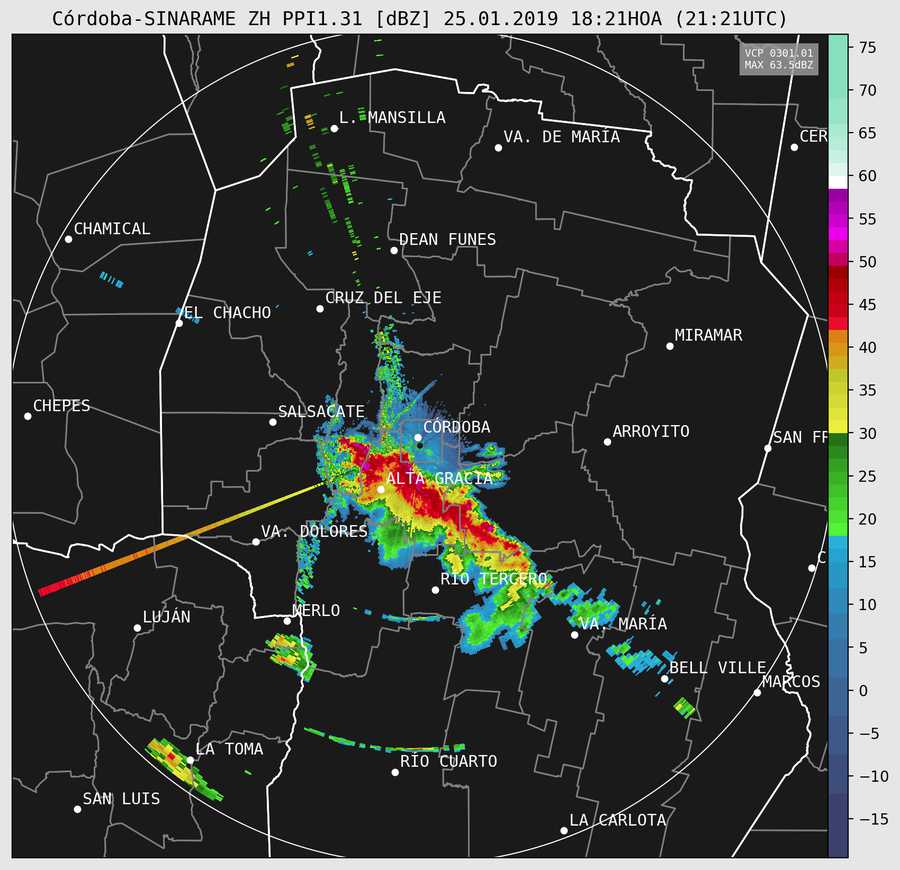 Córdoba-SINARAME ZH PPI1.31 [dBZ] 25.01.2019 18:21HOA (21:21UTC)
VCP 0301.01
MAX 63.5dBZ
75
70
65
60
55
50
45
40
35
30
25
20
15
10
5
0
−5
−10
−15
L. MANSILLA
VA. DE MARÍA
CER
CHAMICAL
DEAN FUNES
CRUZ DEL EJE
EL CHACHO
MIRAMAR
CHEPES
SALSACATE
CÓRDOBA
ARROYITO
SAN FR
ALTA GRACIA
VA. DOLORES
C
RÍO TERCERO
MERLO
LUJÁN
VA. MARÍA
BELL VILLE
MARCOS
LA TOMA
RÍO CUARTO
SAN LUIS
LA CARLOTA